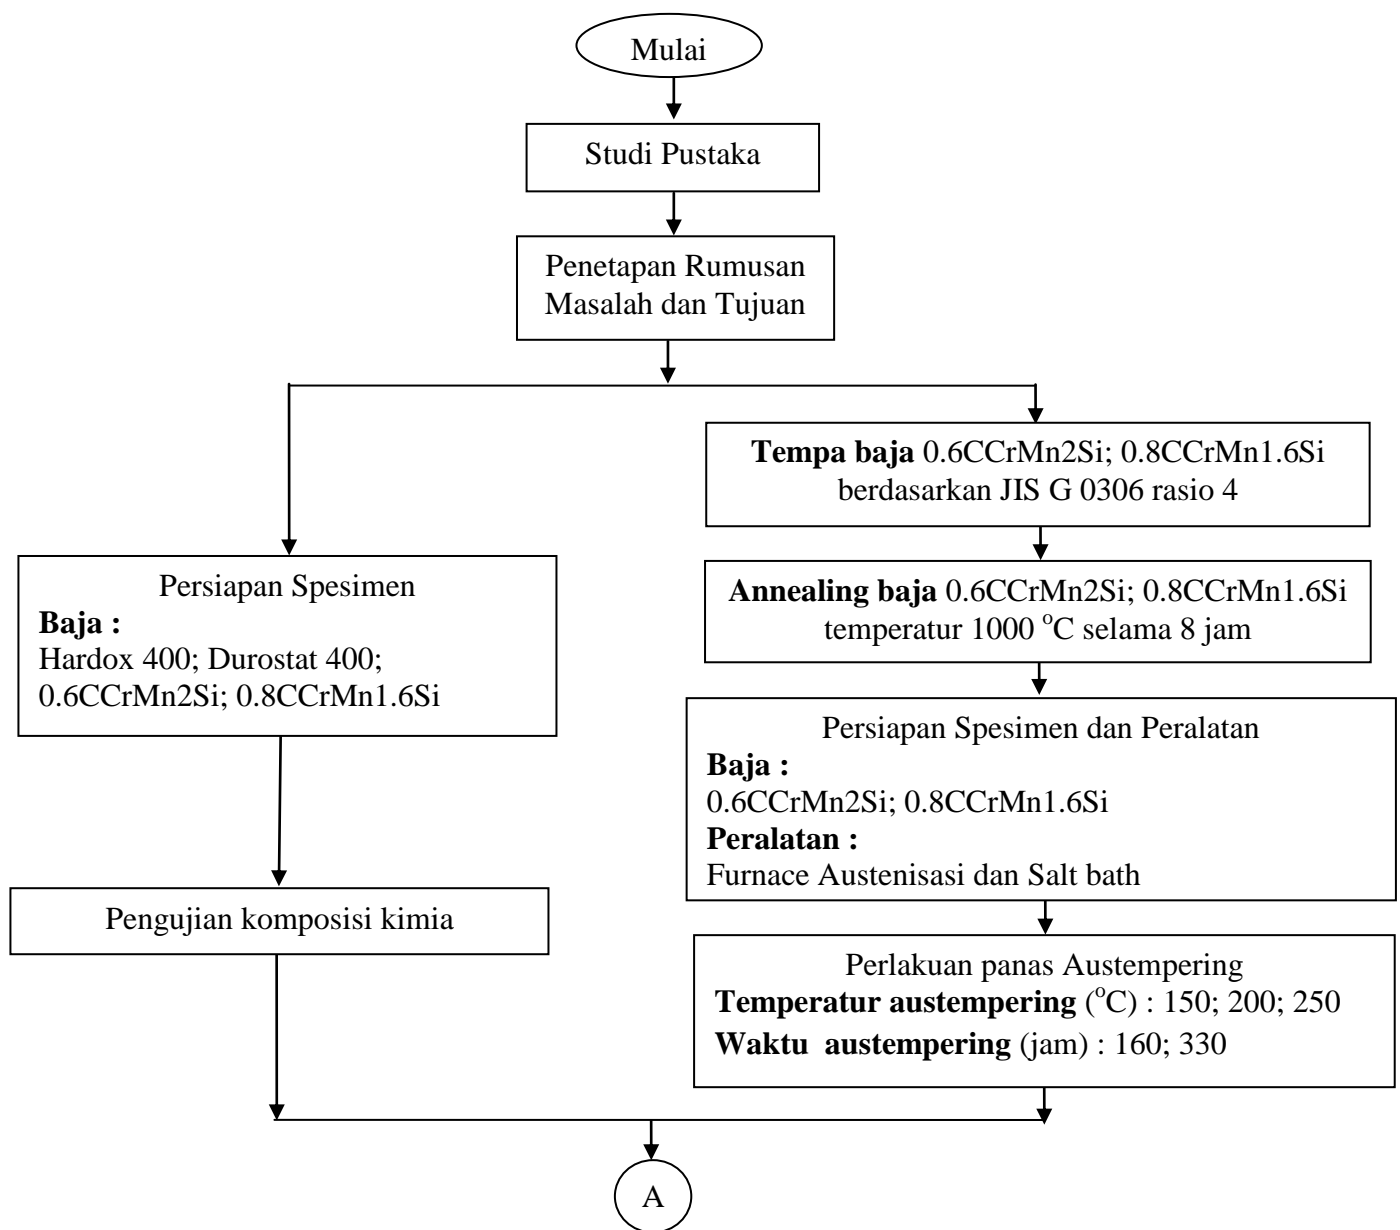 Mulai
Studi Pustaka
Penetapan Rumusan
Masalah dan Tujuan
Tempa baja 0.6CCrMn2Si; 0.8CCrMn1.6Si
berdasarkan JIS G 0306 rasio 4
Annealing baja 0.6CCrMn2Si; 0.8CCrMn1.6Si
temperatur 1000 °C selama 8 jam
Persiapan Spesimen
Baja :
Hardox 400; Durostat 400;
0.6CCrMn2Si; 0.8CCrMn1.6Si
Persiapan Spesimen dan Peralatan
Baja :
0.6CCrMn2Si; 0.8CCrMn1.6Si
Peralatan :
Furnace Austenisasi dan Salt bath
Pengujian komposisi kimia
Perlakuan panas Austempering
Temperatur austempering (°C) : 150; 200; 250
Waktu  austempering (jam) : 160; 330
A